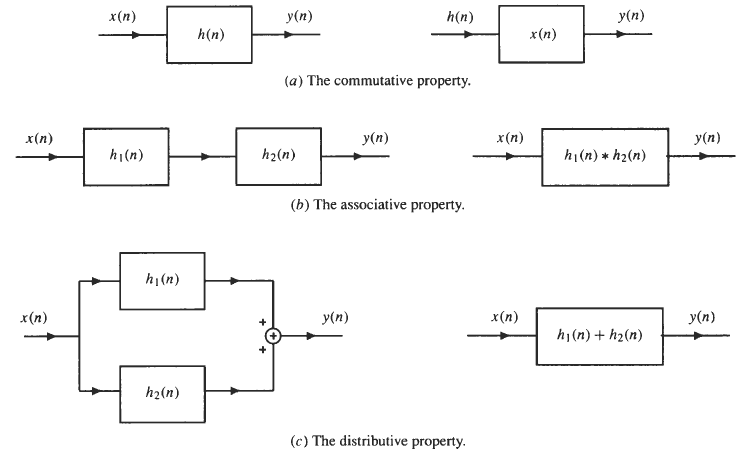 x(n) h(n) y(n) h(n) x(n) y(n)
(a) The commutative property.
x(n) h₁(n) h₂(n) y(n) x(n) h₁(n) * h₂(n) y(n)
(b) The associative property.
h₁(n)
x(n) + + + y(n) x(n) h₁(n) + h₂(n) y(n)
h₂(n)
(c) The distributive property.